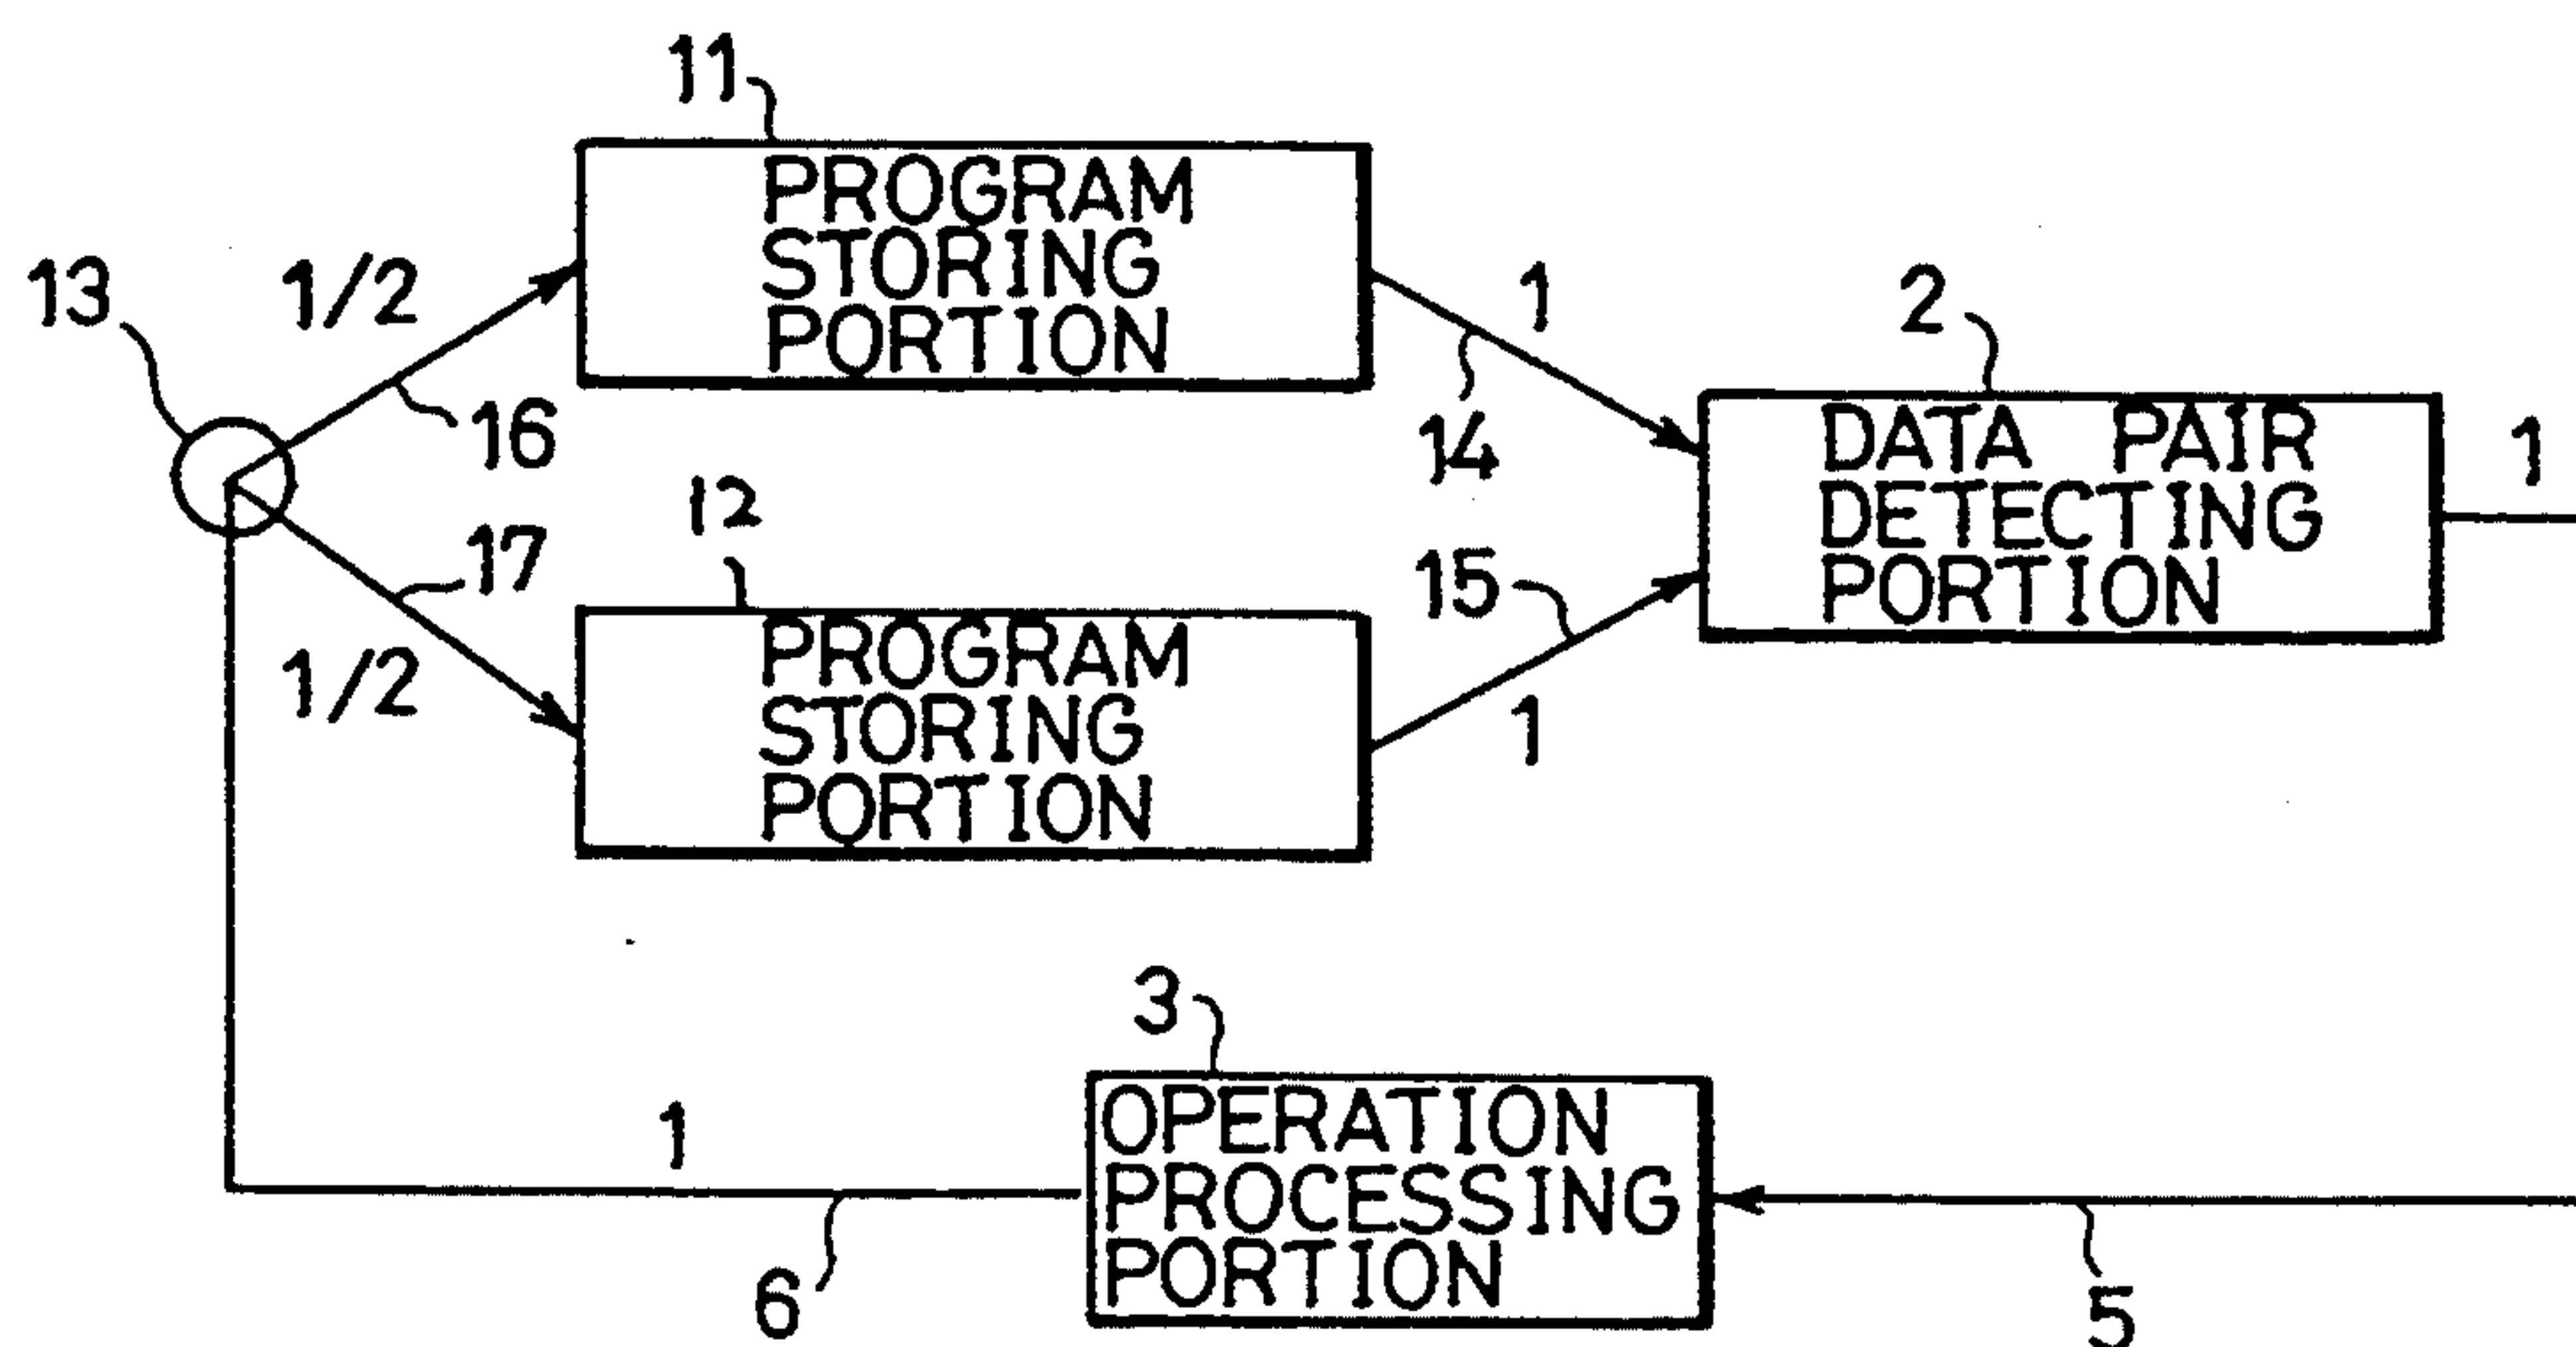 11
PROGRAM
STORING
PORTION
13
1/2
16
1
14
2
DATA PAIR
DETECTING
PORTION
1
17
1/2
12
PROGRAM
STORING
PORTION
15
1
3
OPERATION
PROCESSING
PORTION
1
6
5